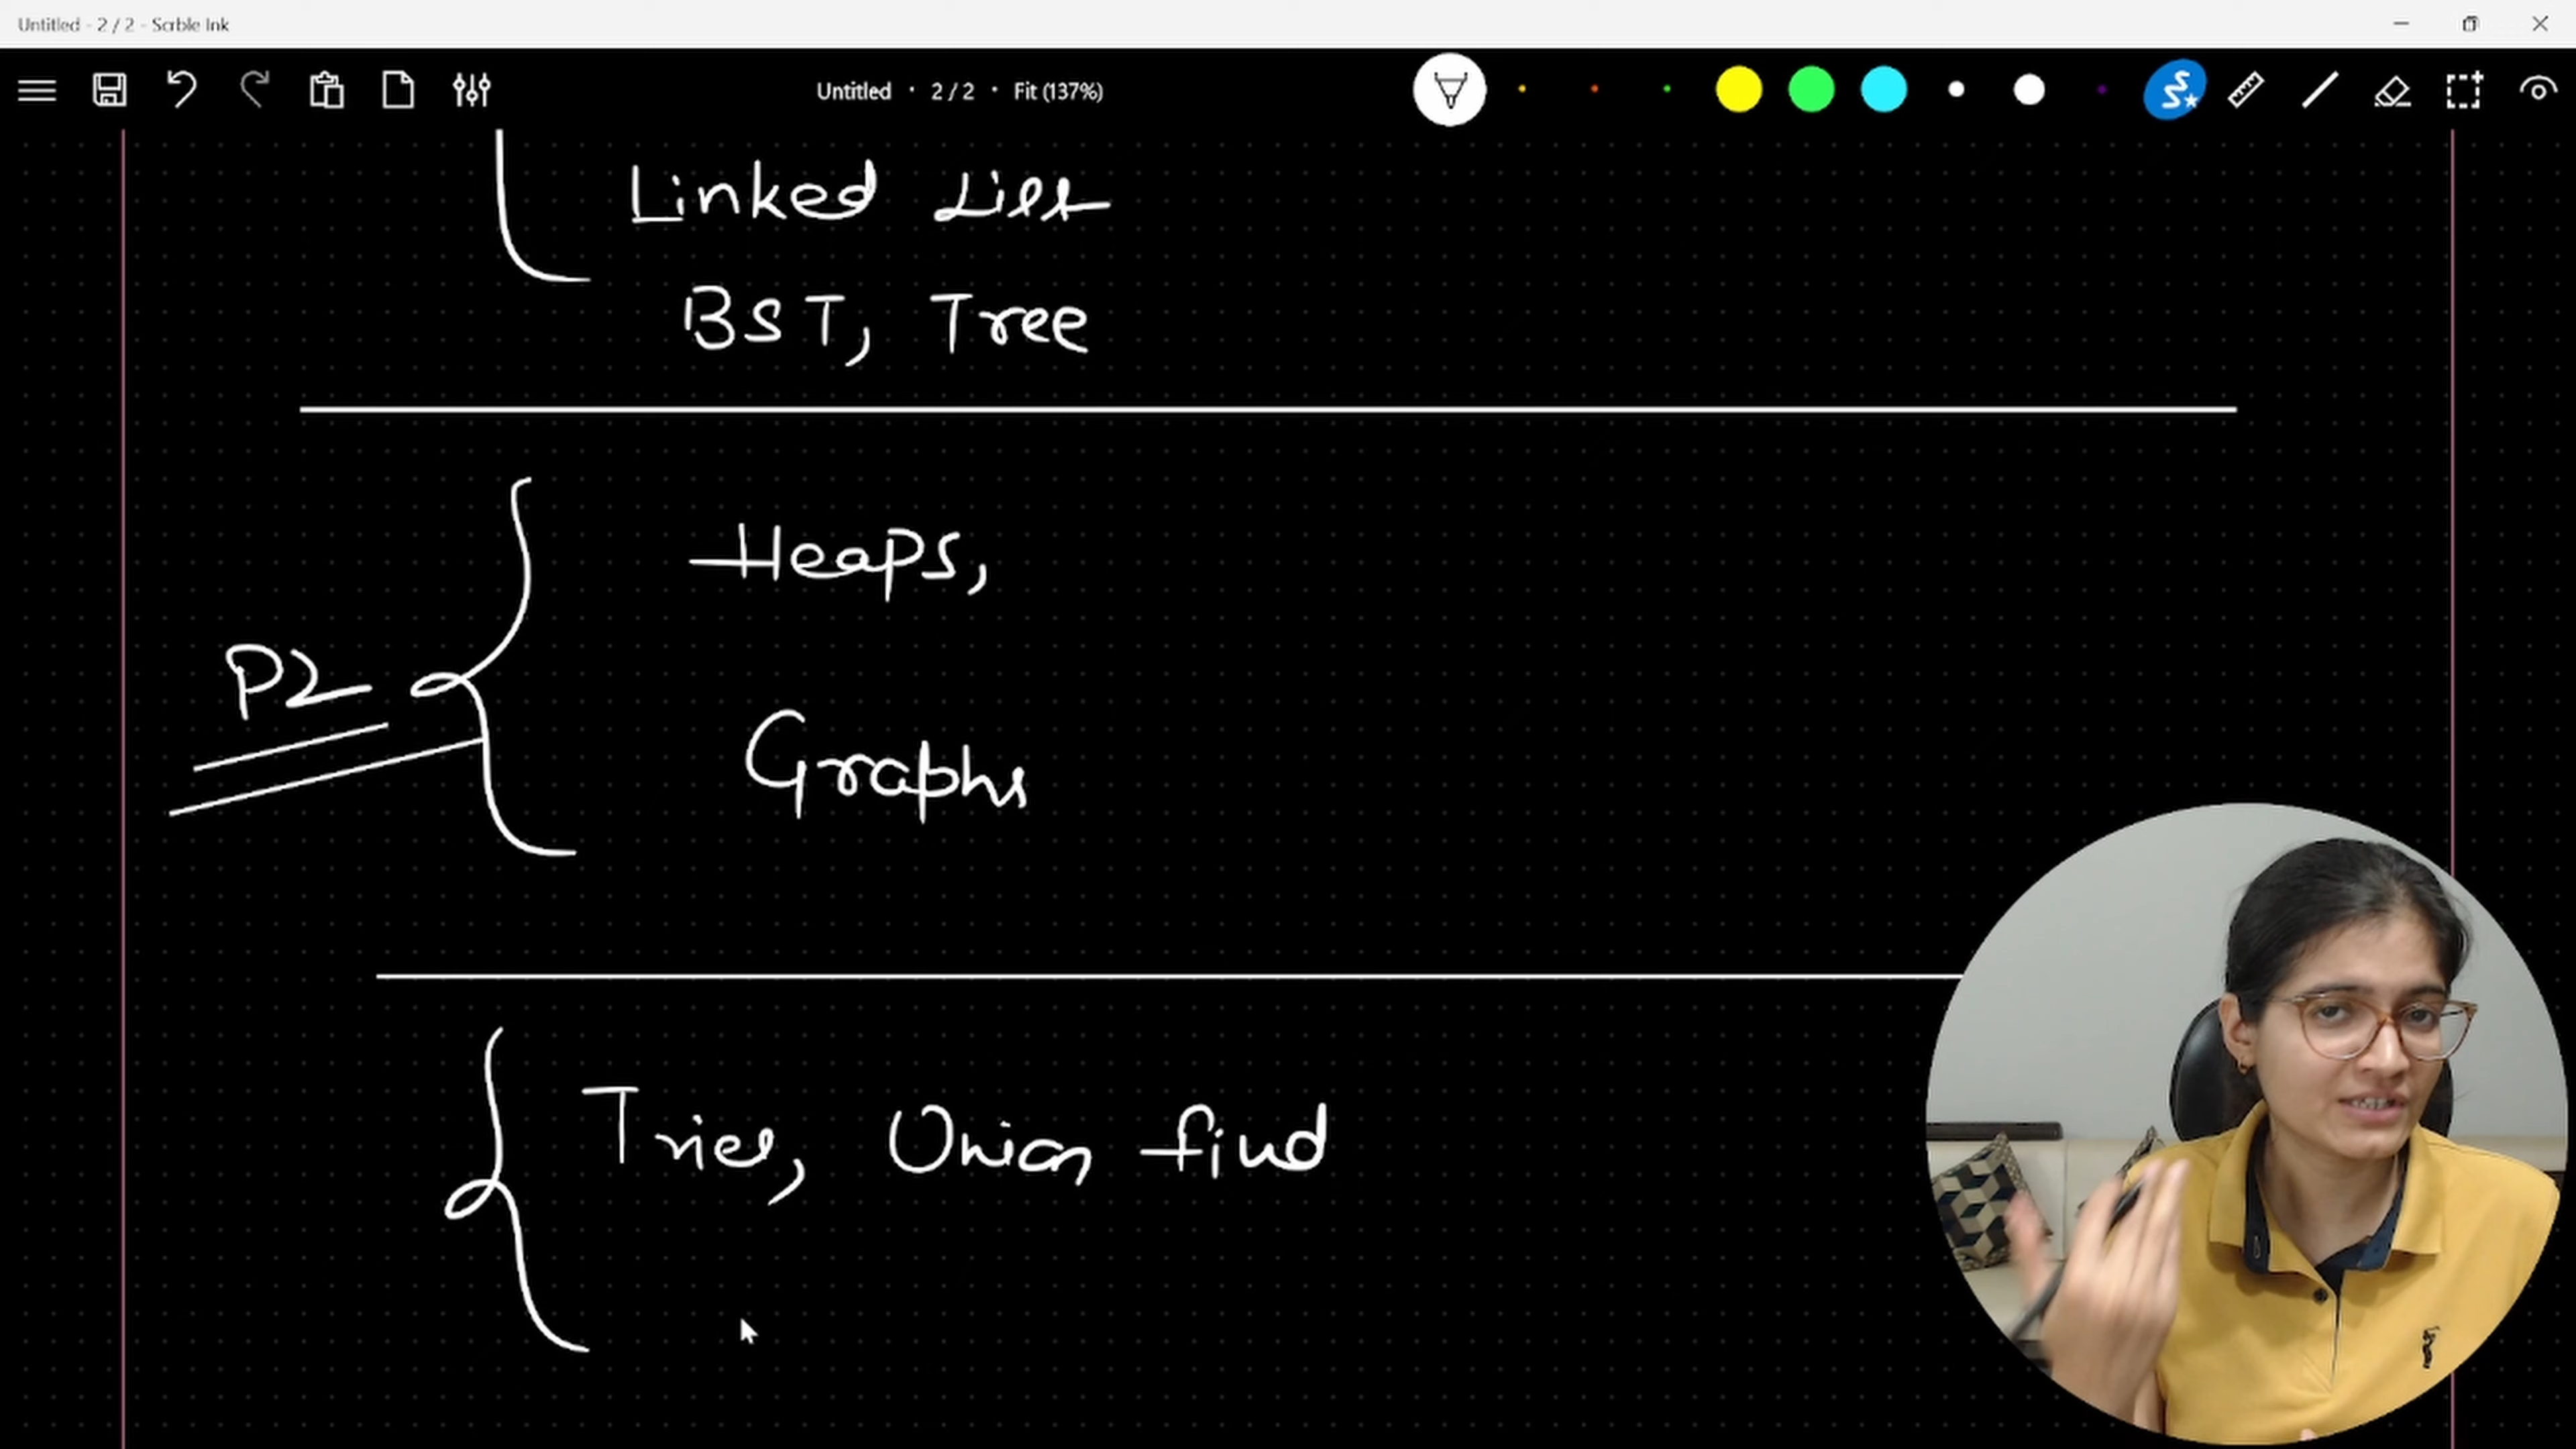 Untitled - 2 / 2 - Scrble Ink
Untitled • 2 / 2 • Fit (137%)
Linked List
BST, Tree
Heaps,
P2
Graphs
Tries, Union find